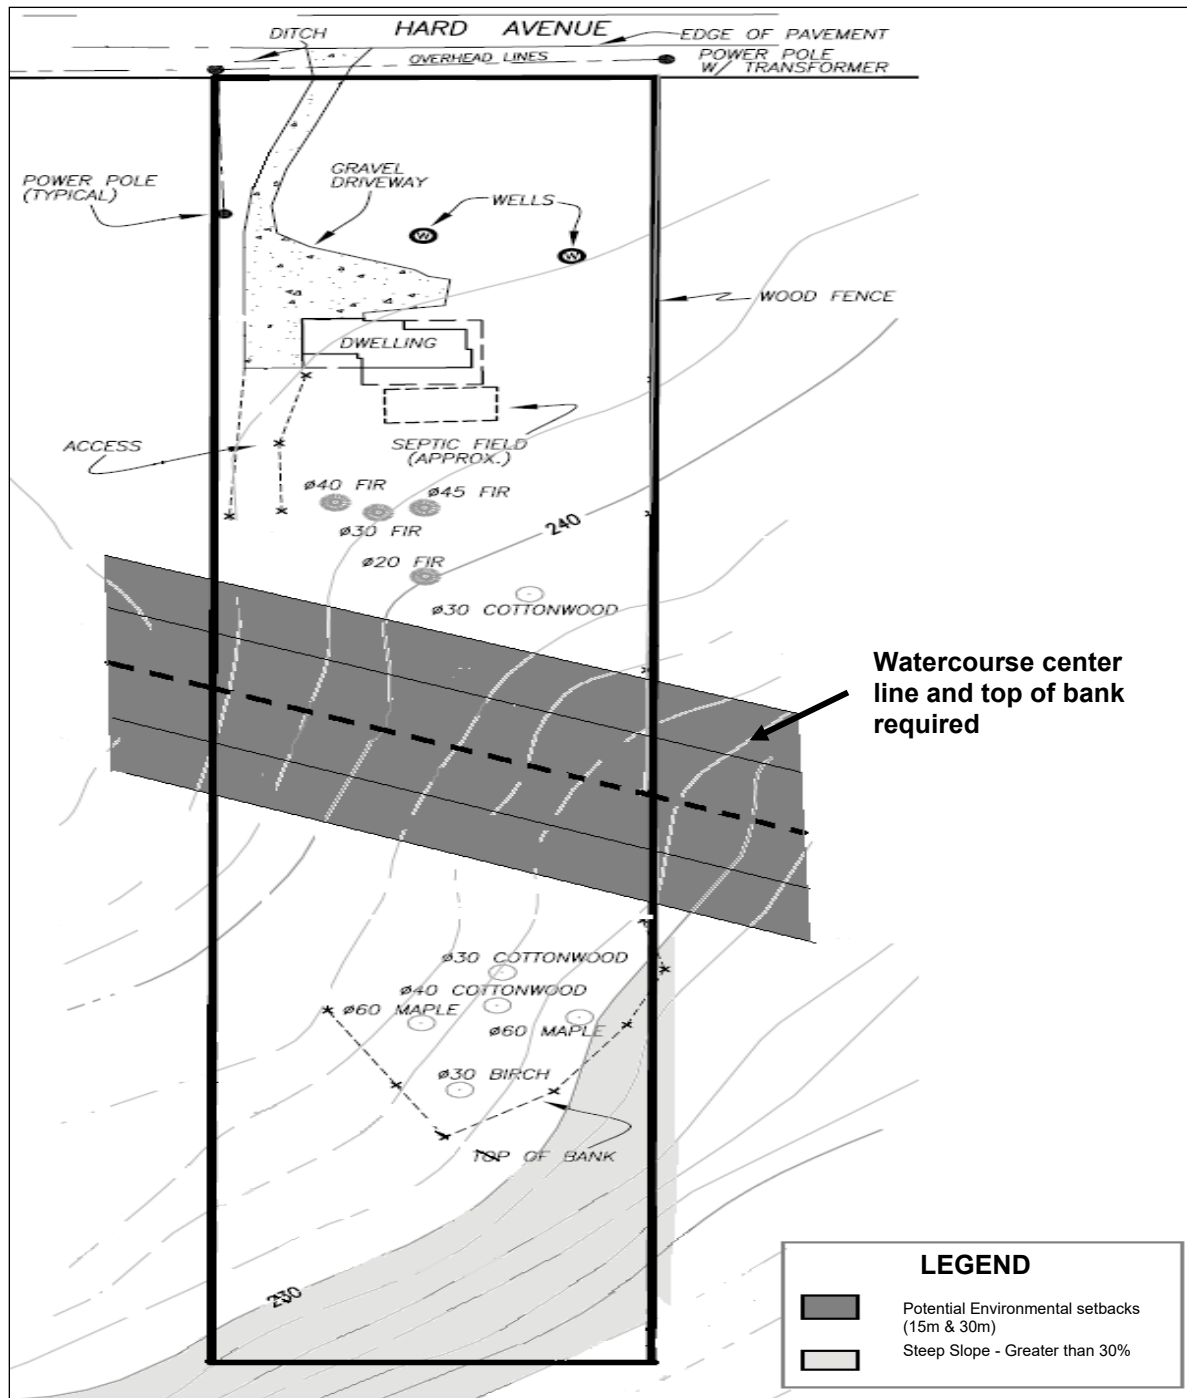 HARD AVENUE
DITCH
EDGE OF PAVEMENT
OVERHEAD LINES
POWER POLE
W/ TRANSFORMER
POWER POLE
(TYPICAL)
GRAVEL
DRIVEWAY
WELLS
W
W
WOOD FENCE
DWELLING
ACCESS
SEPTIC FIELD
(APPROX.)
ø40 FIR
ø45 FIR
ø30 FIR
240
ø20 FIR
ø30 COTTONWOOD
Watercourse center
line and top of bank
required
ø30 COTTONWOOD
ø40 COTTONWOOD
ø60 MAPLE
ø60 MAPLE
ø30 BIRCH
TOP OF BANK
230
LEGEND
Potential Environmental setbacks
(15m & 30m)
Steep Slope - Greater than 30%